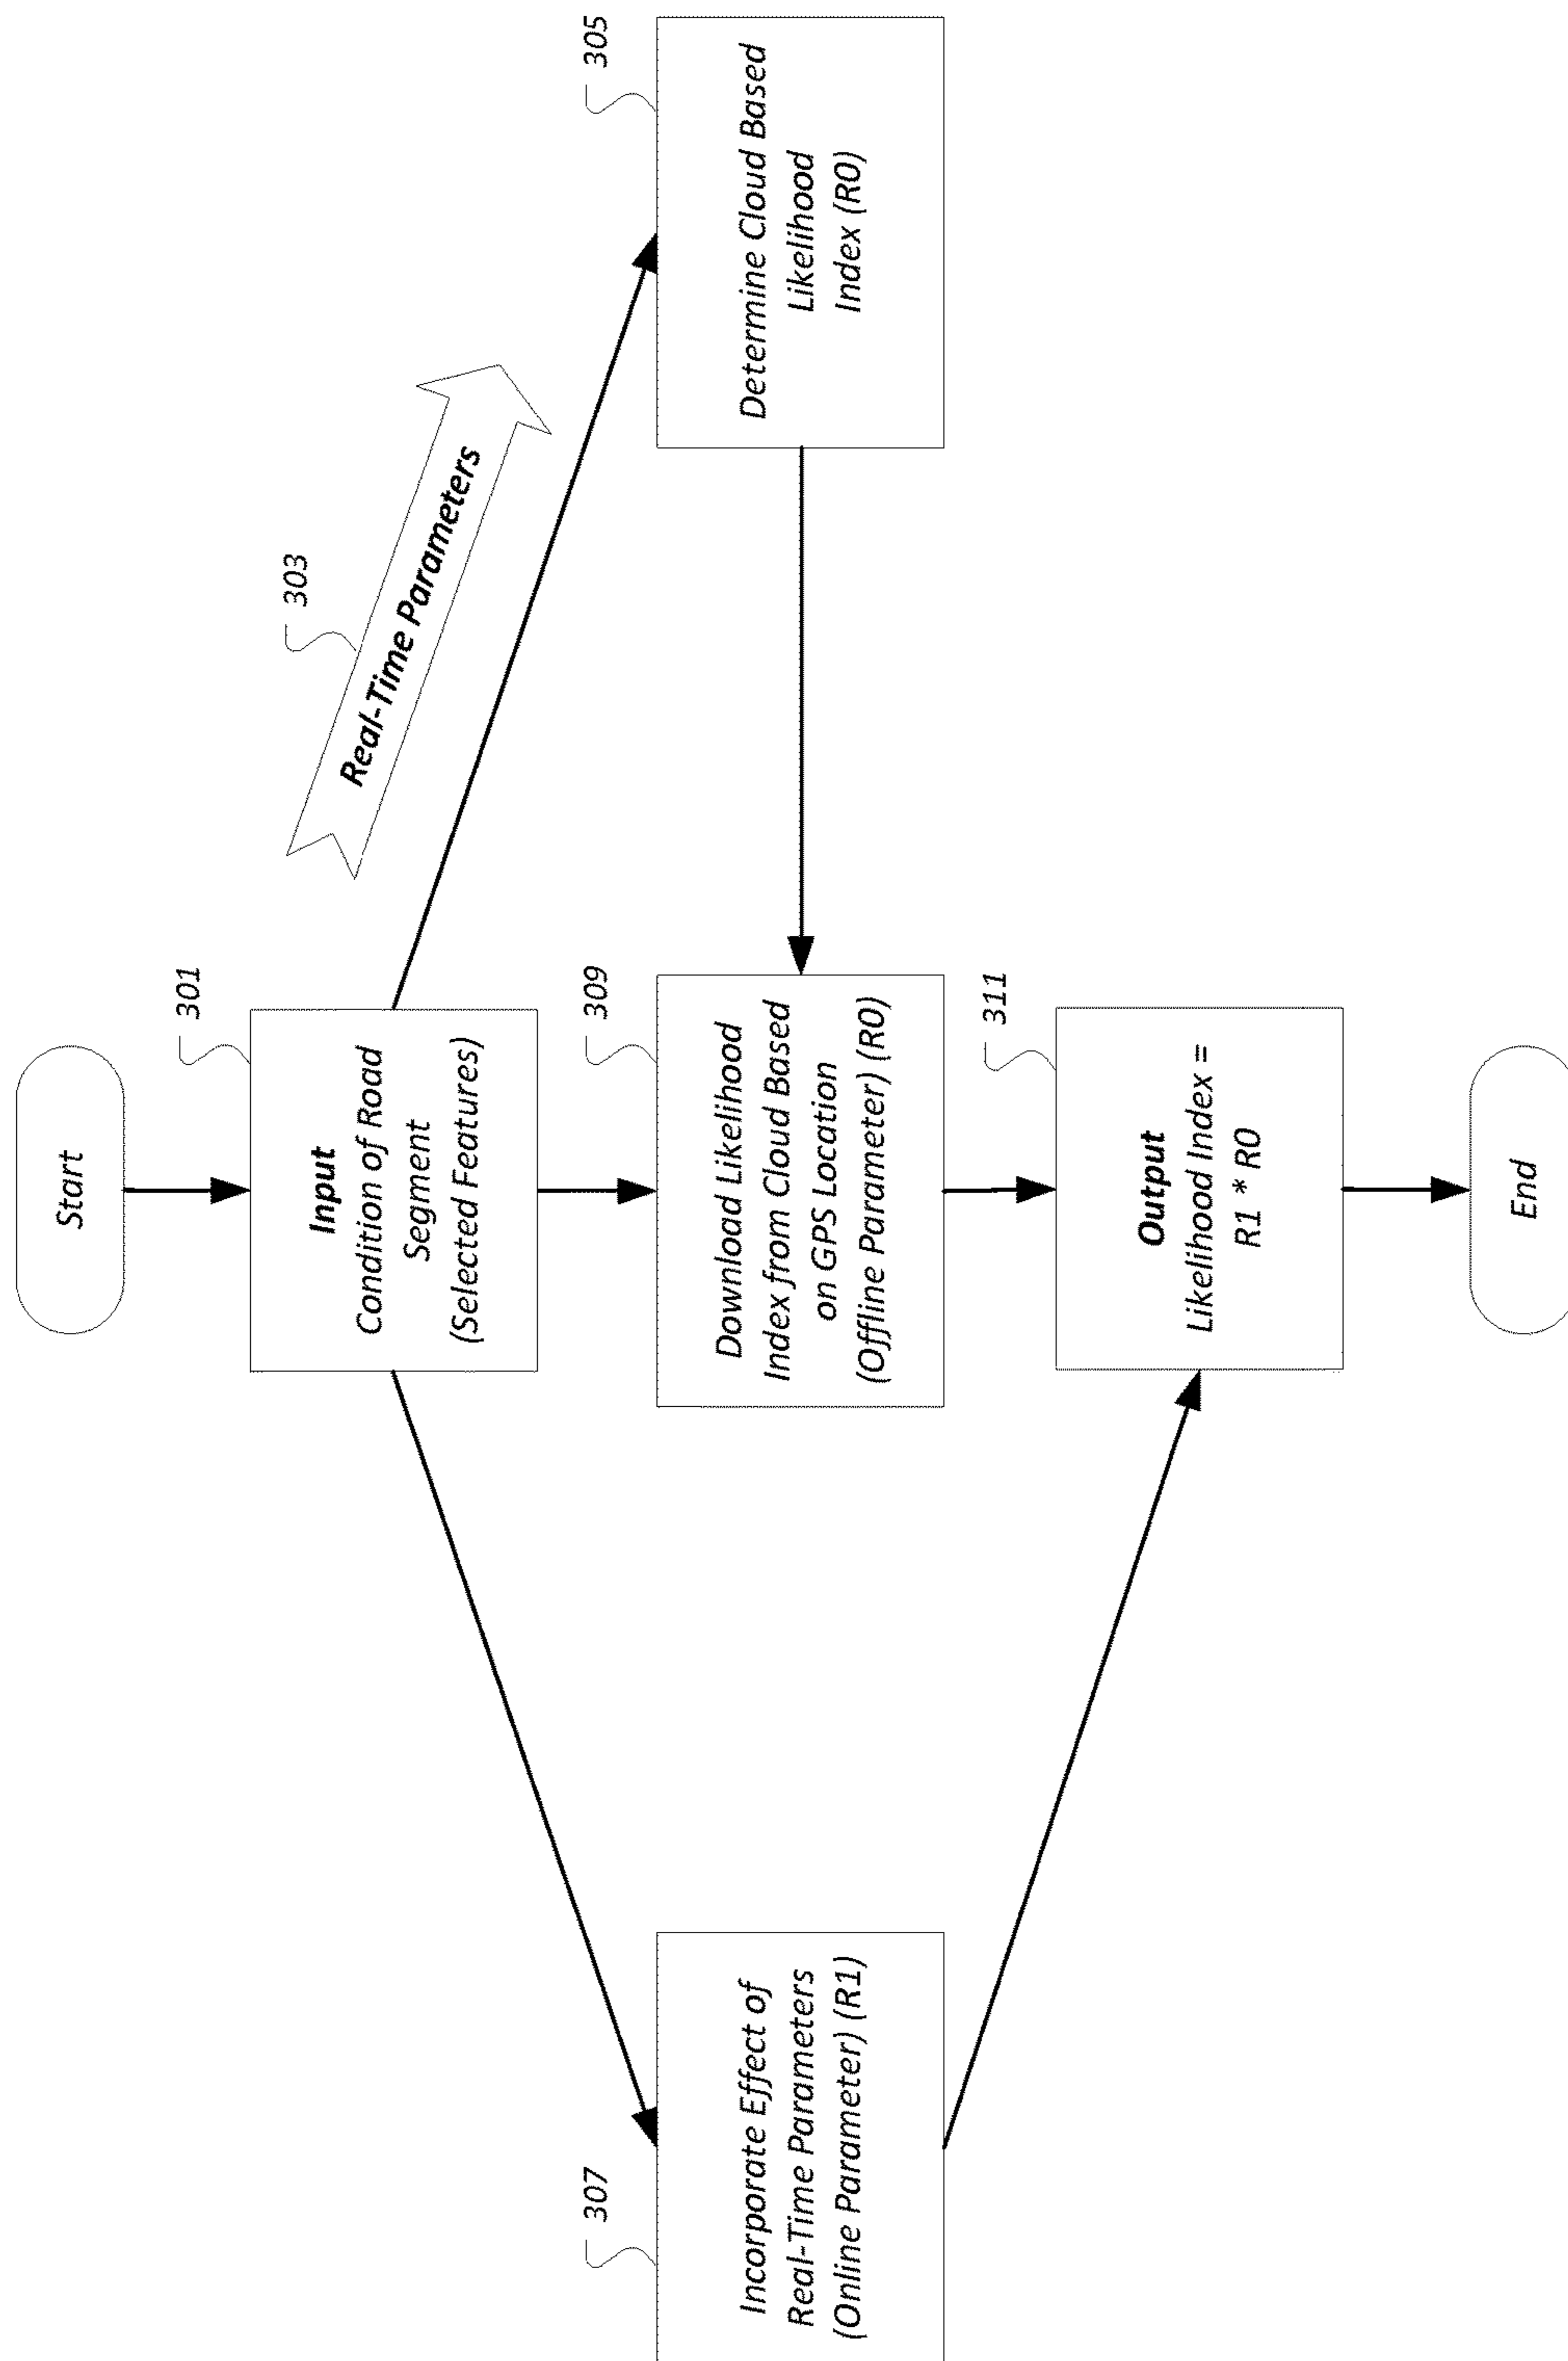 Start
301
Input
Condition of Road
Segment
(Selected Features)
303
Real-Time Parameters
307
Incorporate Effect of
Real-Time Parameters
(Online Parameter) (R1)
309
Download Likelihood
Index from Cloud Based
on GPS Location
(Offline Parameter) (R0)
305
Determine Cloud Based
Likelihood
Index (R0)
311
Output
Likelihood Index =
R1 * R0
End